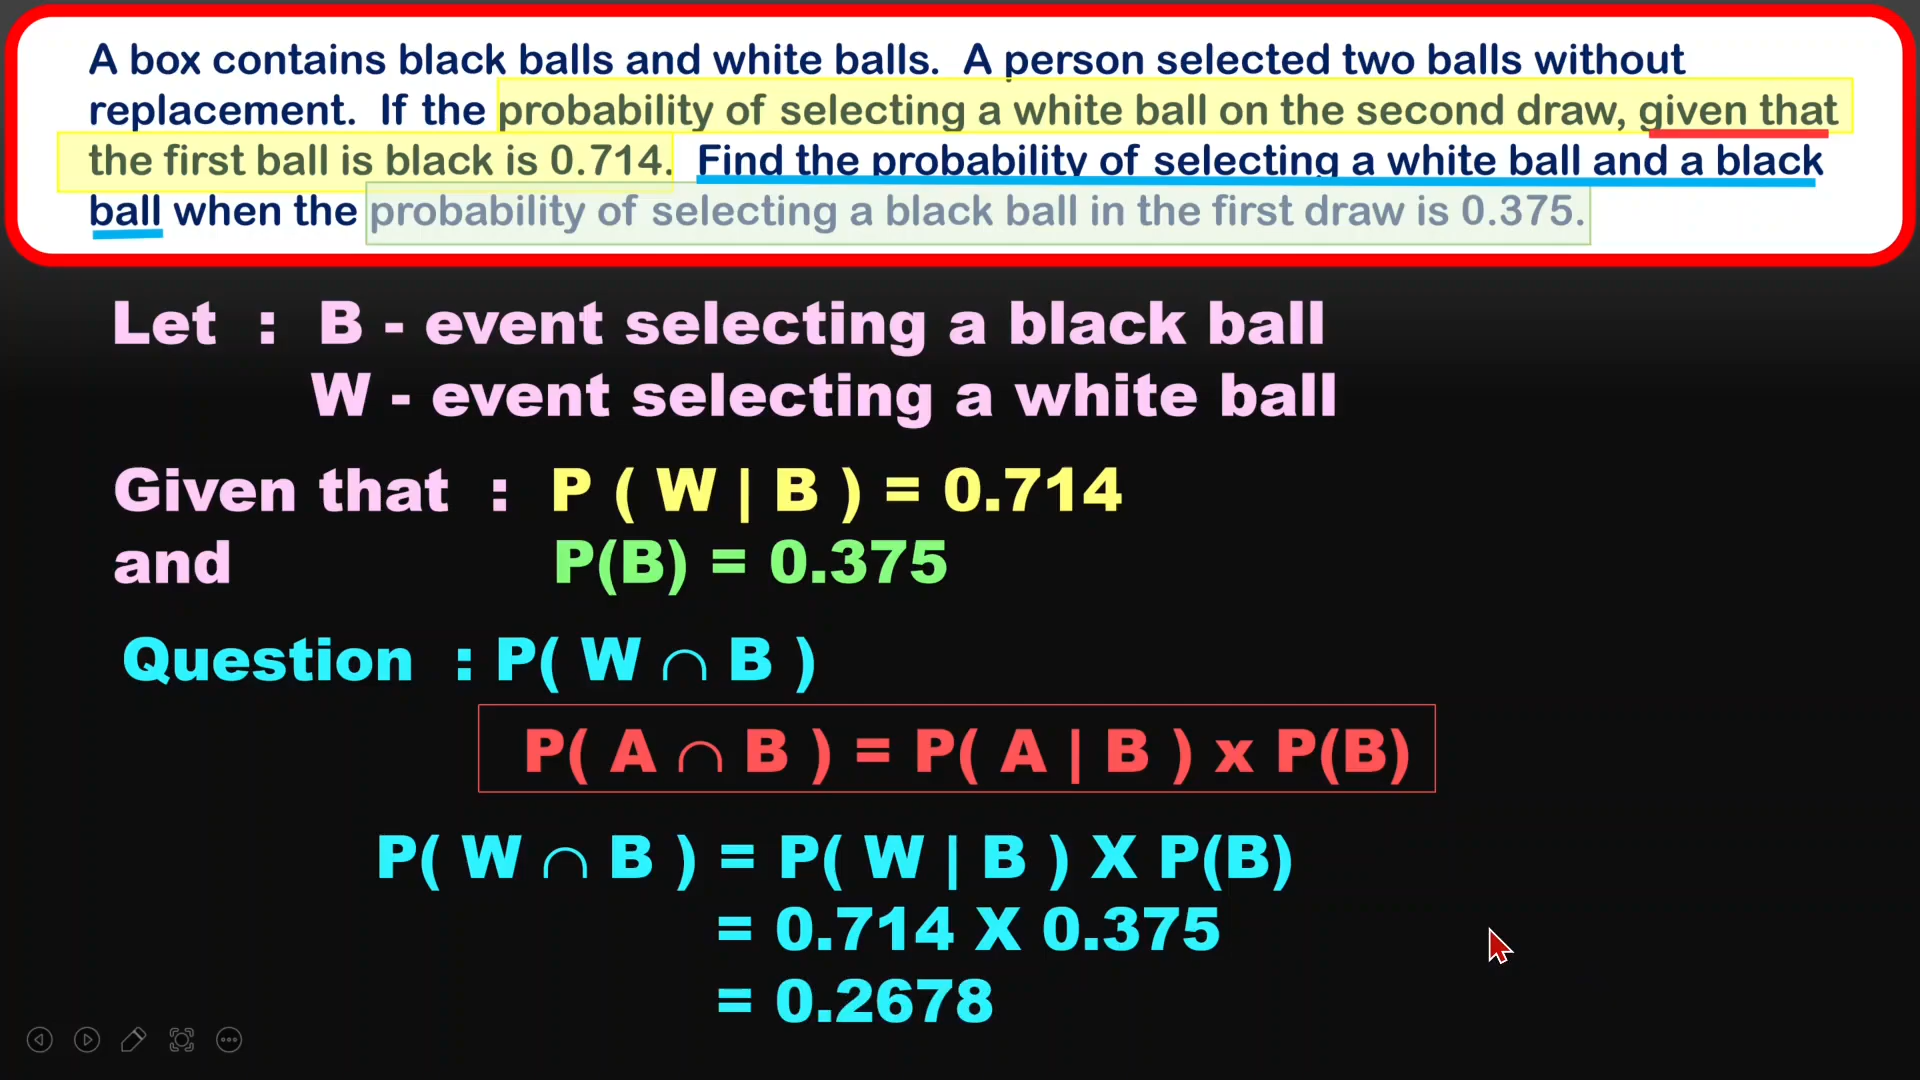 A box contains black balls and white balls.  A person selected two balls without
replacement.  If the probability of selecting a white ball on the second draw, given that
the first ball is black is 0.714.  Find the probability of selecting a white ball and a black
ball when the probability of selecting a black ball in the first draw is 0.375.
Let : B - event selecting a black ball
W - event selecting a white ball
Given that : P ( W | B ) = 0.714
and P(B) = 0.375
Question : P( W ∩ B )
P( A ∩ B ) = P( A | B ) x P(B)
P( W ∩ B ) = P( W | B ) X P(B)
= 0.714 X 0.375
= 0.2678